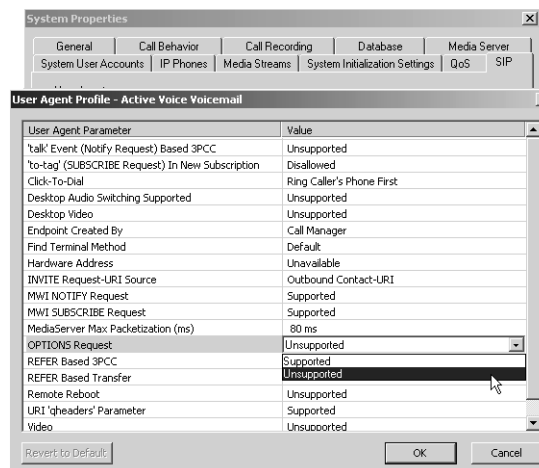 System Properties
General Call Behavior Call Recording Database Media Server
System User Accounts IP Phones Media Streams System Initialization Settings QoS SIP
User Agent Profile - Active Voice Voicemail
User Agent Parameter Value
'talk' Event (Notify Request) Based 3PCC Unsupported
'to-tag' (SUBSCRIBE Request) In New Subscription Disallowed
Click-To-Dial Ring Caller's Phone First
Desktop Audio Switching Supported Unsupported
Desktop Video Unsupported
Endpoint Created By Call Manager
Find Terminal Method Default
Hardware Address Unavailable
INVITE Request-URI Source Outbound Contact-URI
MWI NOTIFY Request Supported
MWI SUBSCRIBE Request Supported
MediaServer Max Packetization (ms) 80 ms
OPTIONS Request Unsupported
REFER Based 3PCC Supported
REFER Based Transfer Unsupported
Remote Reboot Unsupported
URI 'qheaders' Parameter Supported
Video Unsupported
Revert to Default OK Cancel